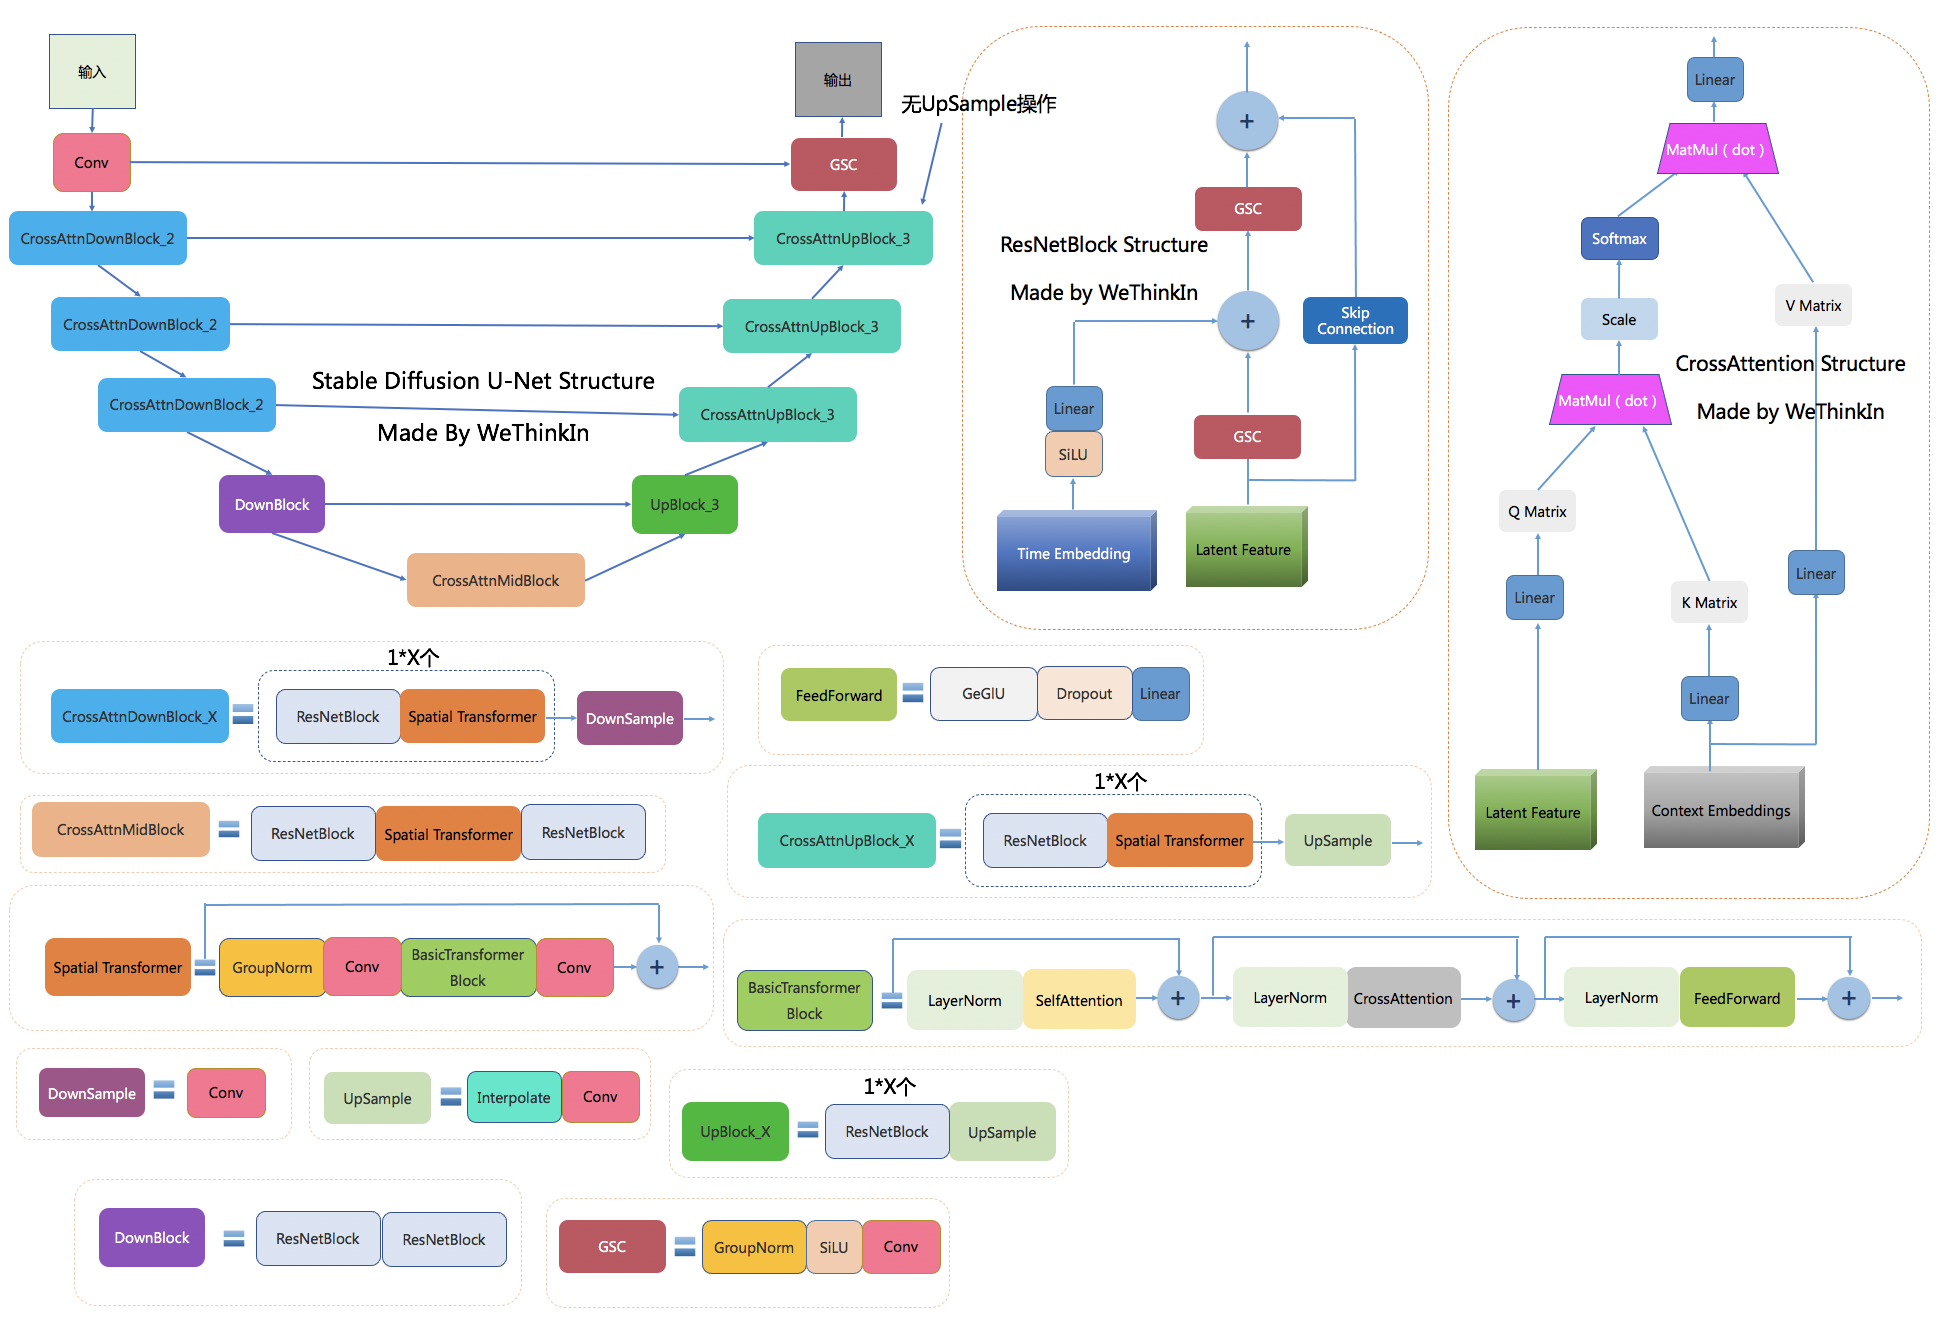 输入
Conv
CrossAttnDownBlock_2
CrossAttnDownBlock_2
CrossAttnDownBlock_2
DownBlock
CrossAttnMidBlock
UpBlock_3
CrossAttnUpBlock_3
CrossAttnUpBlock_3
CrossAttnUpBlock_3
GSC
输出
无UpSample操作
Stable Diffusion U-Net Structure
Made By WeThinkIn
+
GSC
ResNetBlock Structure
Made by WeThinkIn
+
Skip
Connection
Linear
SiLU
GSC
Time Embedding
Latent Feature
Linear
MatMul ( dot )
Softmax
Scale
V Matrix
CrossAttention Structure
Made by WeThinkIn
MatMul ( dot )
Q Matrix
Linear
K Matrix
Linear
Linear
Latent Feature
Context Embeddings
1*X个
CrossAttnDownBlock_X
ResNetBlock
Spatial Transformer
DownSample
FeedForward
GeGlU
Dropout
Linear
CrossAttnMidBlock
ResNetBlock
Spatial Transformer
ResNetBlock
1*X个
CrossAttnUpBlock_X
ResNetBlock
Spatial Transformer
UpSample
Spatial Transformer
GroupNorm
Conv
BasicTransformer
Block
Conv
+
BasicTransformer
Block
LayerNorm
SelfAttention
+
LayerNorm
CrossAttention
+
LayerNorm
FeedForward
+
DownSample
Conv
UpSample
Interpolate
Conv
1*X个
UpBlock_X
ResNetBlock
UpSample
DownBlock
ResNetBlock
ResNetBlock
GSC
GroupNorm
SiLU
Conv